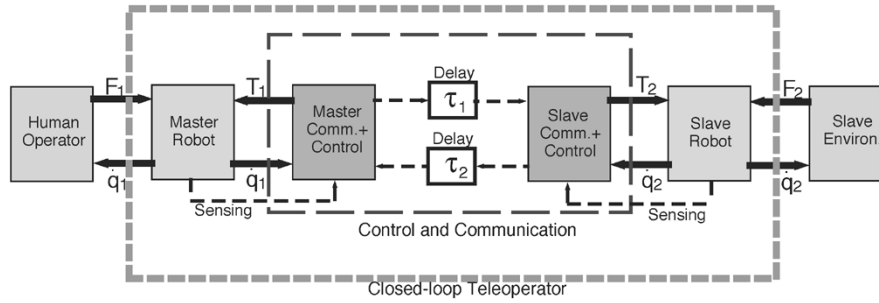 Human
Operator
F1
q̇1
Master
Robot
T1
q̇1
Sensing
Master
Comm.+
Control
Delay
τ1
Delay
τ2
Slave
Comm.+
Control
T2
q̇2
Sensing
Slave
Robot
F2
q̇2
Slave
Environ.
Control and Communication
Closed-loop Teleoperator